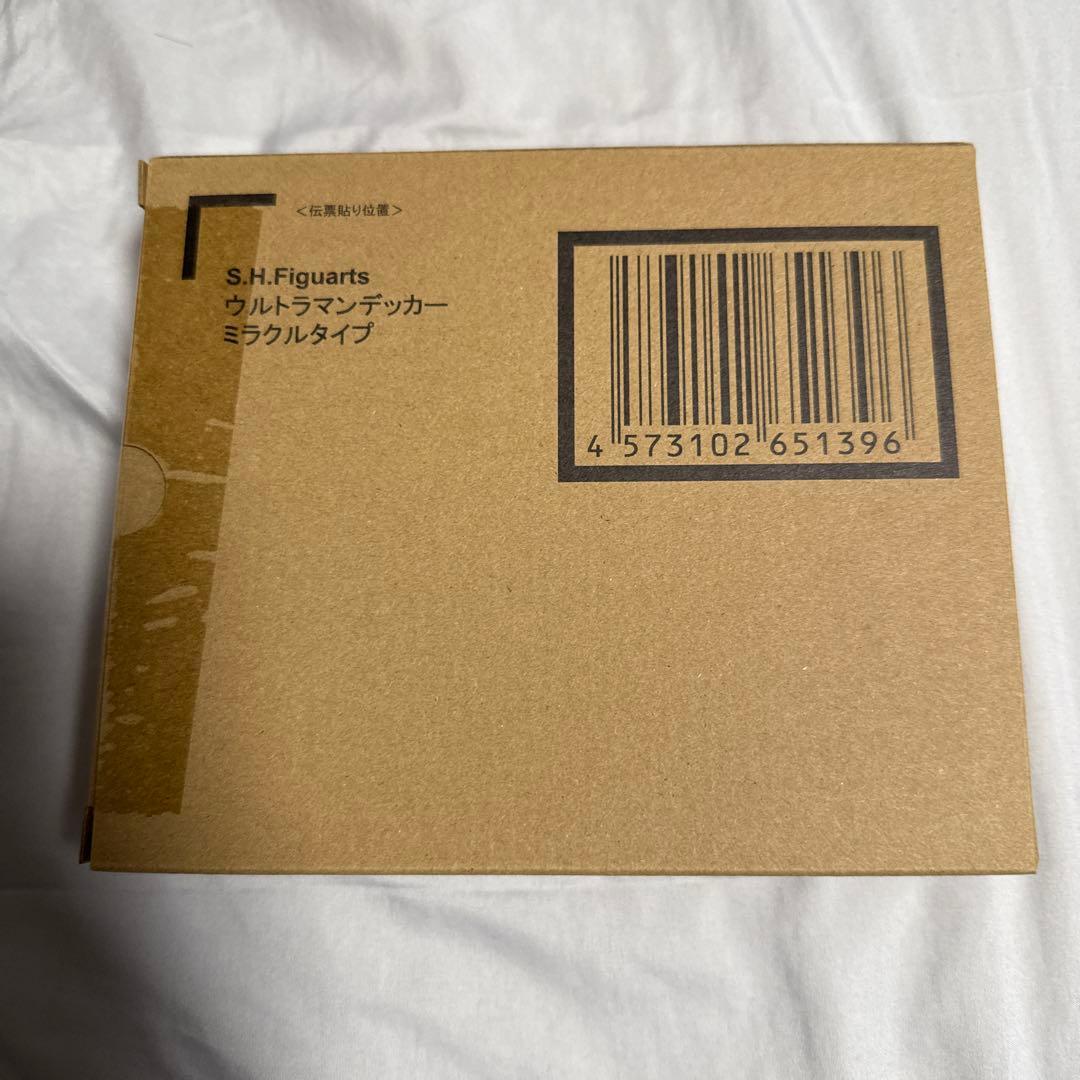 <伝票貼り位置>
S.H.Figuarts
ウルトラマンデッカー
ミラクルタイプ
4 573102 651396